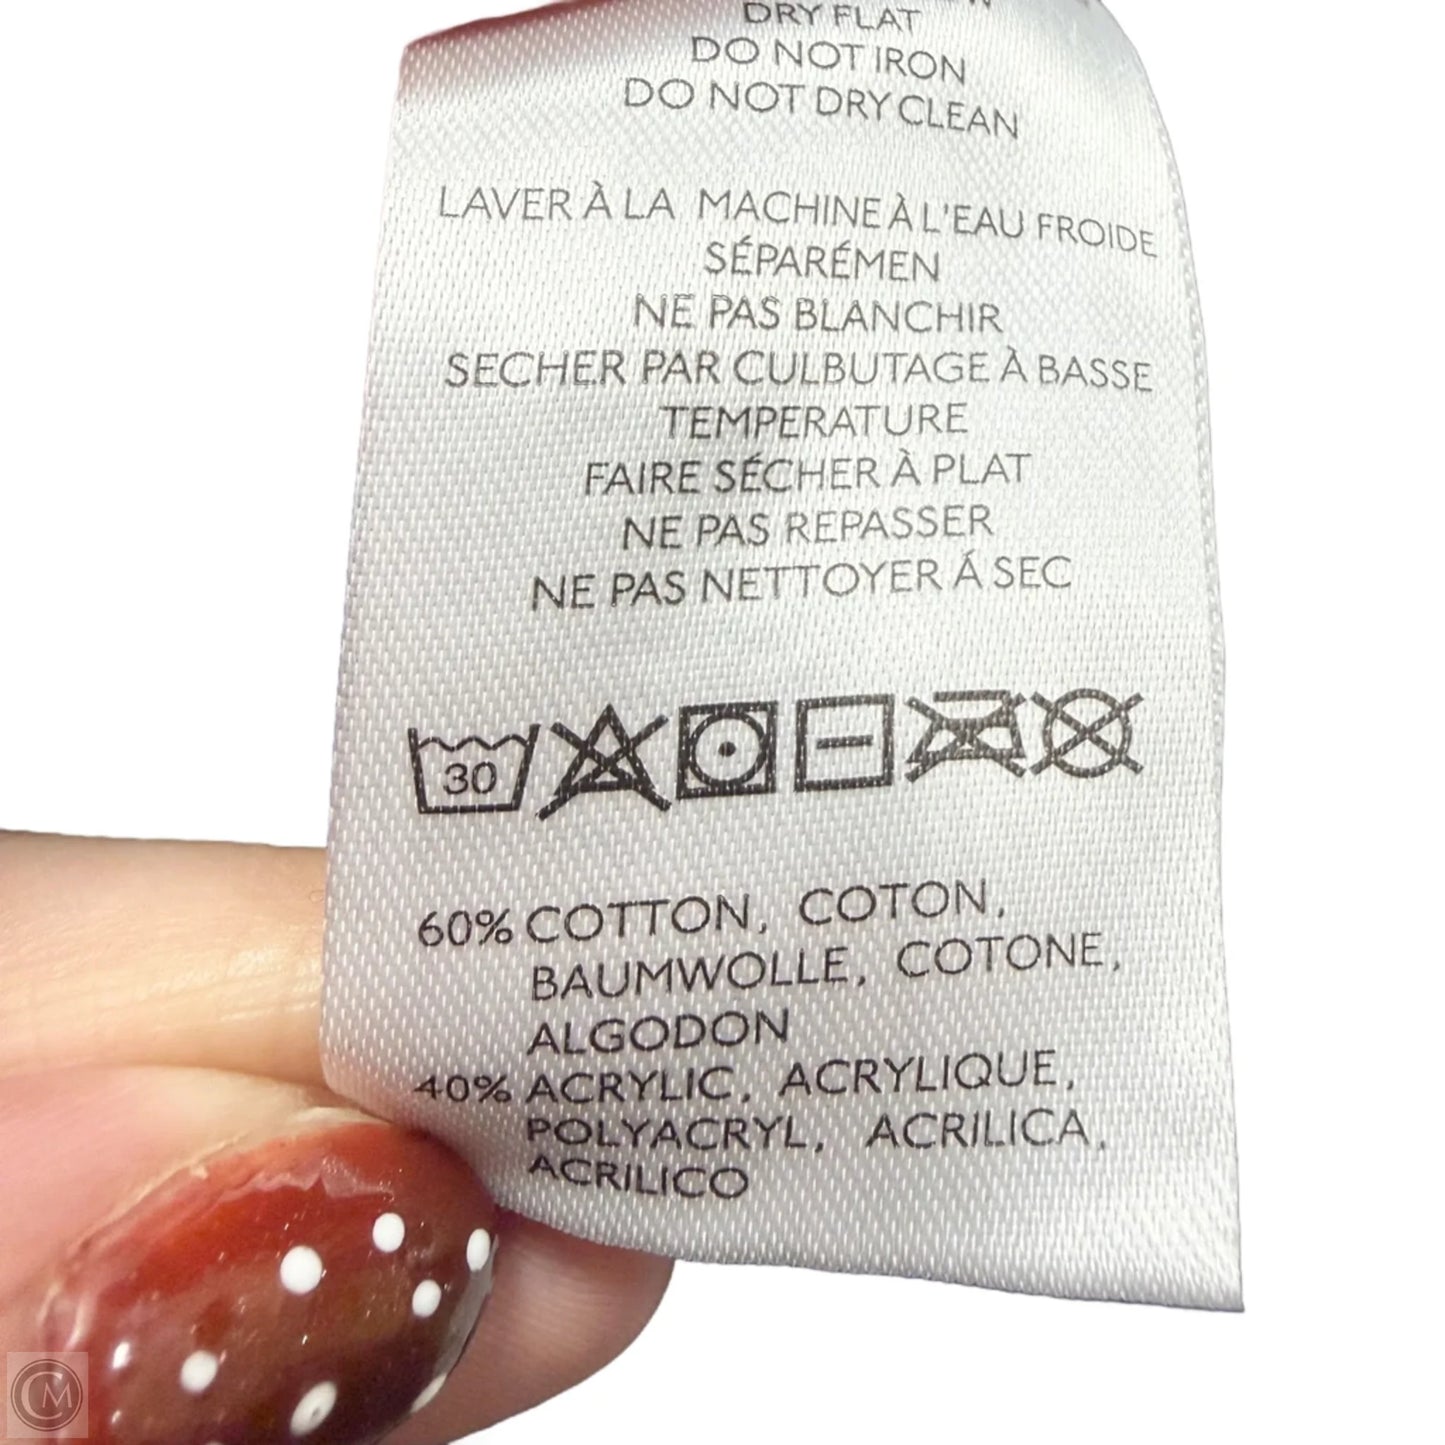 DRY FLAT
DO NOT IRON
DO NOT DRY CLEAN
LAVER À LA MACHINE À L'EAU FROIDE
SÉPARÉMEN
NE PAS BLANCHIR
SECHER PAR CULBUTAGE À BASSE
TEMPERATURE
FAIRE SÉCHER À PLAT
NE PAS REPASSER
NE PAS NETTOYER Á SEC
30
60% COTTON, COTON,
BAUMWOLLE, COTONE,
ALGODON
40% ACRYLIC, ACRYLIQUE,
POLYACRYL, ACRILICA,
ACRILICO
CM